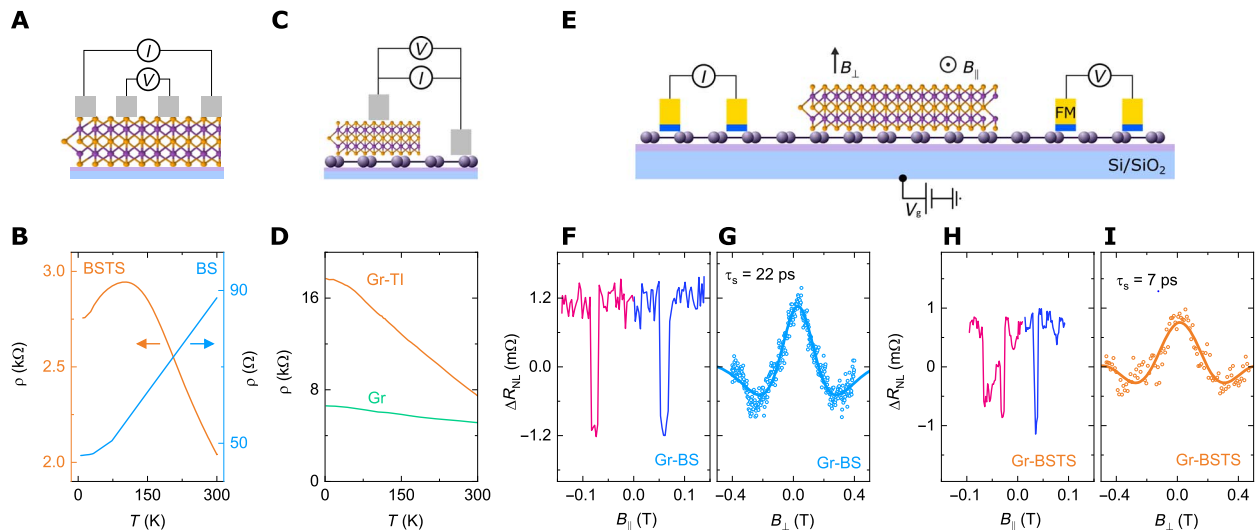 A
I
V
C
V
I
E
I
B⊥
B∥
V
FM
Si/SiO₂
Vg
B
BSTS
BS
3.0
2.5
2.0
ρ (kΩ)
90
50
ρ (Ω)
0
150
300
T (K)
D
Gr-TI
Gr
16
8
0
ρ (kΩ)
0
150
300
T (K)
F
1.2
0.0
−1.2
ΔR_NL (mΩ)
Gr-BS
−0.1
0.0
0.1
B∥ (T)
G
τs = 22 ps
Gr-BS
−0.4
0.0
0.4
B⊥ (T)
H
1
0
−1
ΔR_NL (mΩ)
Gr-BSTS
−0.1
0.0
0.1
B∥ (T)
I
τs = 7 ps
Gr-BSTS
−0.4
0.0
0.4
B⊥ (T)